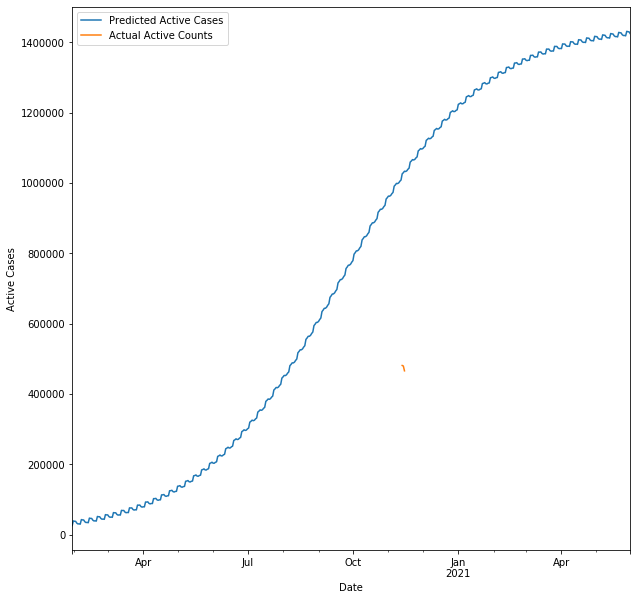 Predicted Active Cases
Actual Active Counts
1400000
1200000
1000000
800000
600000
400000
200000
0
Active Cases
Apr Jul Oct Jan Apr
2021
Date